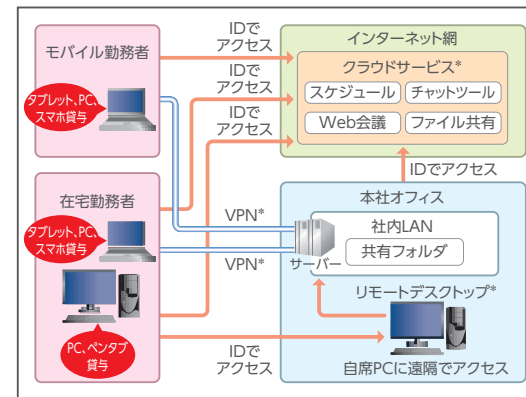 モバイル勤務者
タブレット、PC、
スマホ貸与
IDで
アクセス
IDで
アクセス
IDで
アクセス
インターネット網
クラウドサービス*
スケジュール
チャットツール
Web会議
ファイル共有
IDでアクセス
在宅勤務者
タブレット、PC、
スマホ貸与
PC、ペンタブ
貸与
VPN*
VPN*
IDで
アクセス
本社オフィス
社内LAN
共有フォルダ
サーバー
リモートデスクトップ*
自席PCに遠隔でアクセス